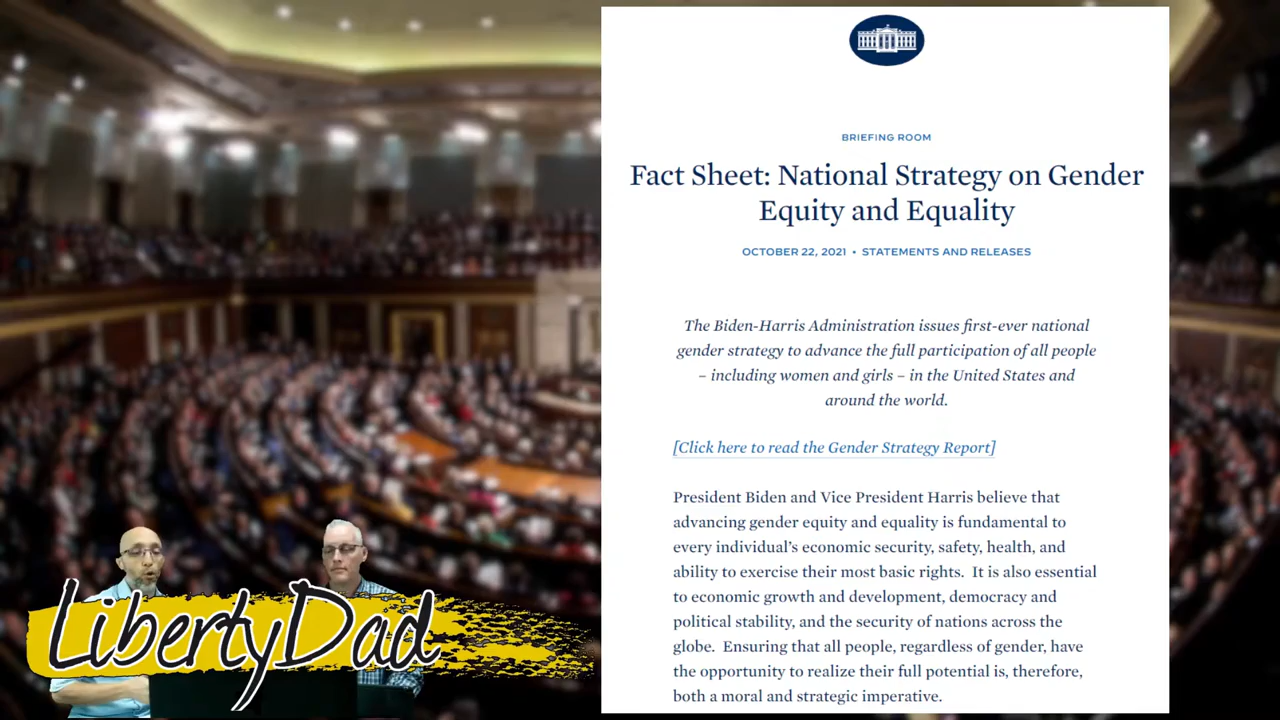 BRIEFING ROOM
Fact Sheet: National Strategy on Gender
Equity and Equality
OCTOBER 22, 2021 • STATEMENTS AND RELEASES
The Biden-Harris Administration issues first-ever national
gender strategy to advance the full participation of all people
– including women and girls – in the United States and
around the world.
[Click here to read the Gender Strategy Report]
President Biden and Vice President Harris believe that
advancing gender equity and equality is fundamental to
every individual’s economic security, safety, health, and
ability to exercise their most basic rights.  It is also essential
to economic growth and development, democracy and
political stability, and the security of nations across the
globe.  Ensuring that all people, regardless of gender, have
the opportunity to realize their full potential is, therefore,
both a moral and strategic imperative.
LibertyDad